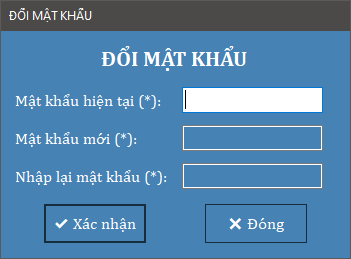 ĐỔI MẬT KHẨU
ĐỔI MẬT KHẨU
Mật khẩu hiện tại (*):
Mật khẩu mới (*):
Nhập lại mật khẩu (*):
Xác nhận
Đóng